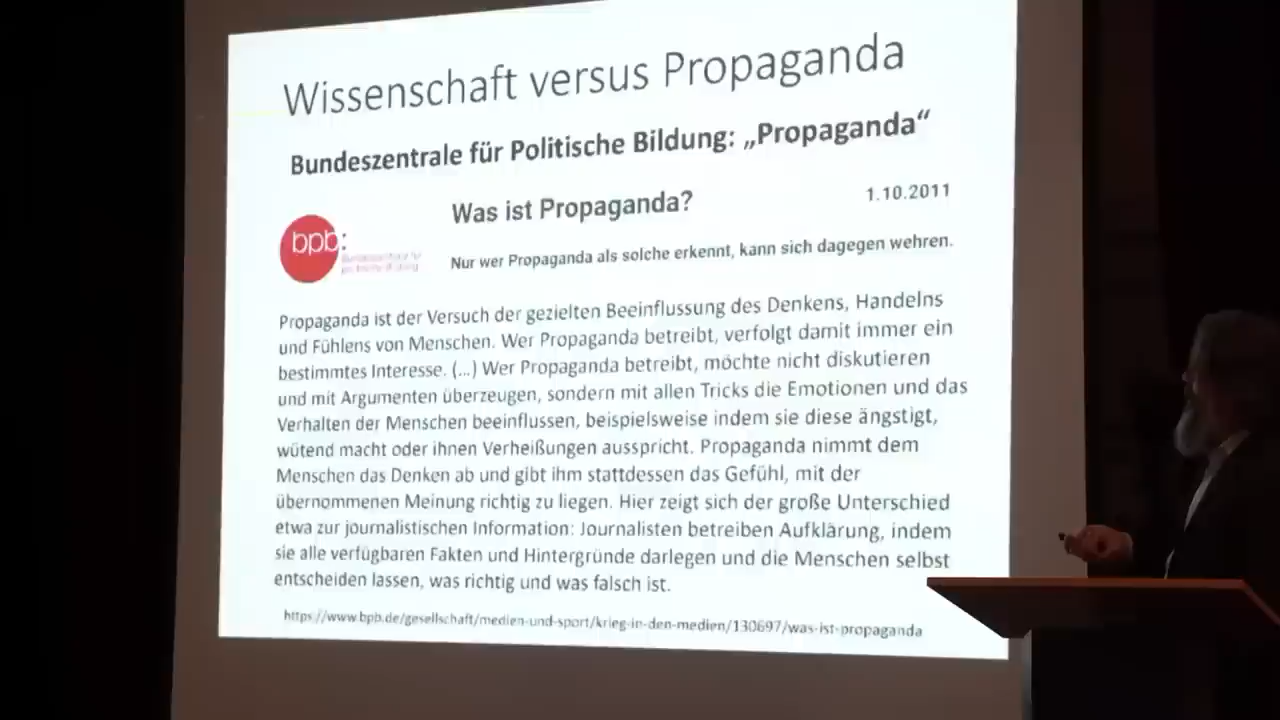 Wissenschaft versus Propaganda
Bundeszentrale für Politische Bildung: „Propaganda“
Was ist Propaganda?
1.10.2011
bpb:
Nur wer Propaganda als solche erkennt, kann sich dagegen wehren.
Propaganda ist der Versuch der gezielten Beeinflussung des Denkens, Handelns
und Fühlens von Menschen. Wer Propaganda betreibt, verfolgt damit immer ein
bestimmtes Interesse. (...) Wer Propaganda betreibt, möchte nicht diskutieren
und mit Argumenten überzeugen, sondern mit allen Tricks die Emotionen und das
Verhalten der Menschen beeinflussen, beispielsweise indem sie diese ängstigt,
wütend macht oder ihnen Verheißungen ausspricht. Propaganda nimmt dem
Menschen das Denken ab und gibt ihm stattdessen das Gefühl, mit der
übernommenen Meinung richtig zu liegen. Hier zeigt sich der große Unterschied
etwa zur journalistischen Information: Journalisten betreiben Aufklärung, indem
sie alle verfügbaren Fakten und Hintergründe darlegen und die Menschen selbst
entscheiden lassen, was richtig und was falsch ist.
https://www.bpb.de/gesellschaft/medien-und-sport/krieg-in-den-medien/130697/was-ist-propaganda